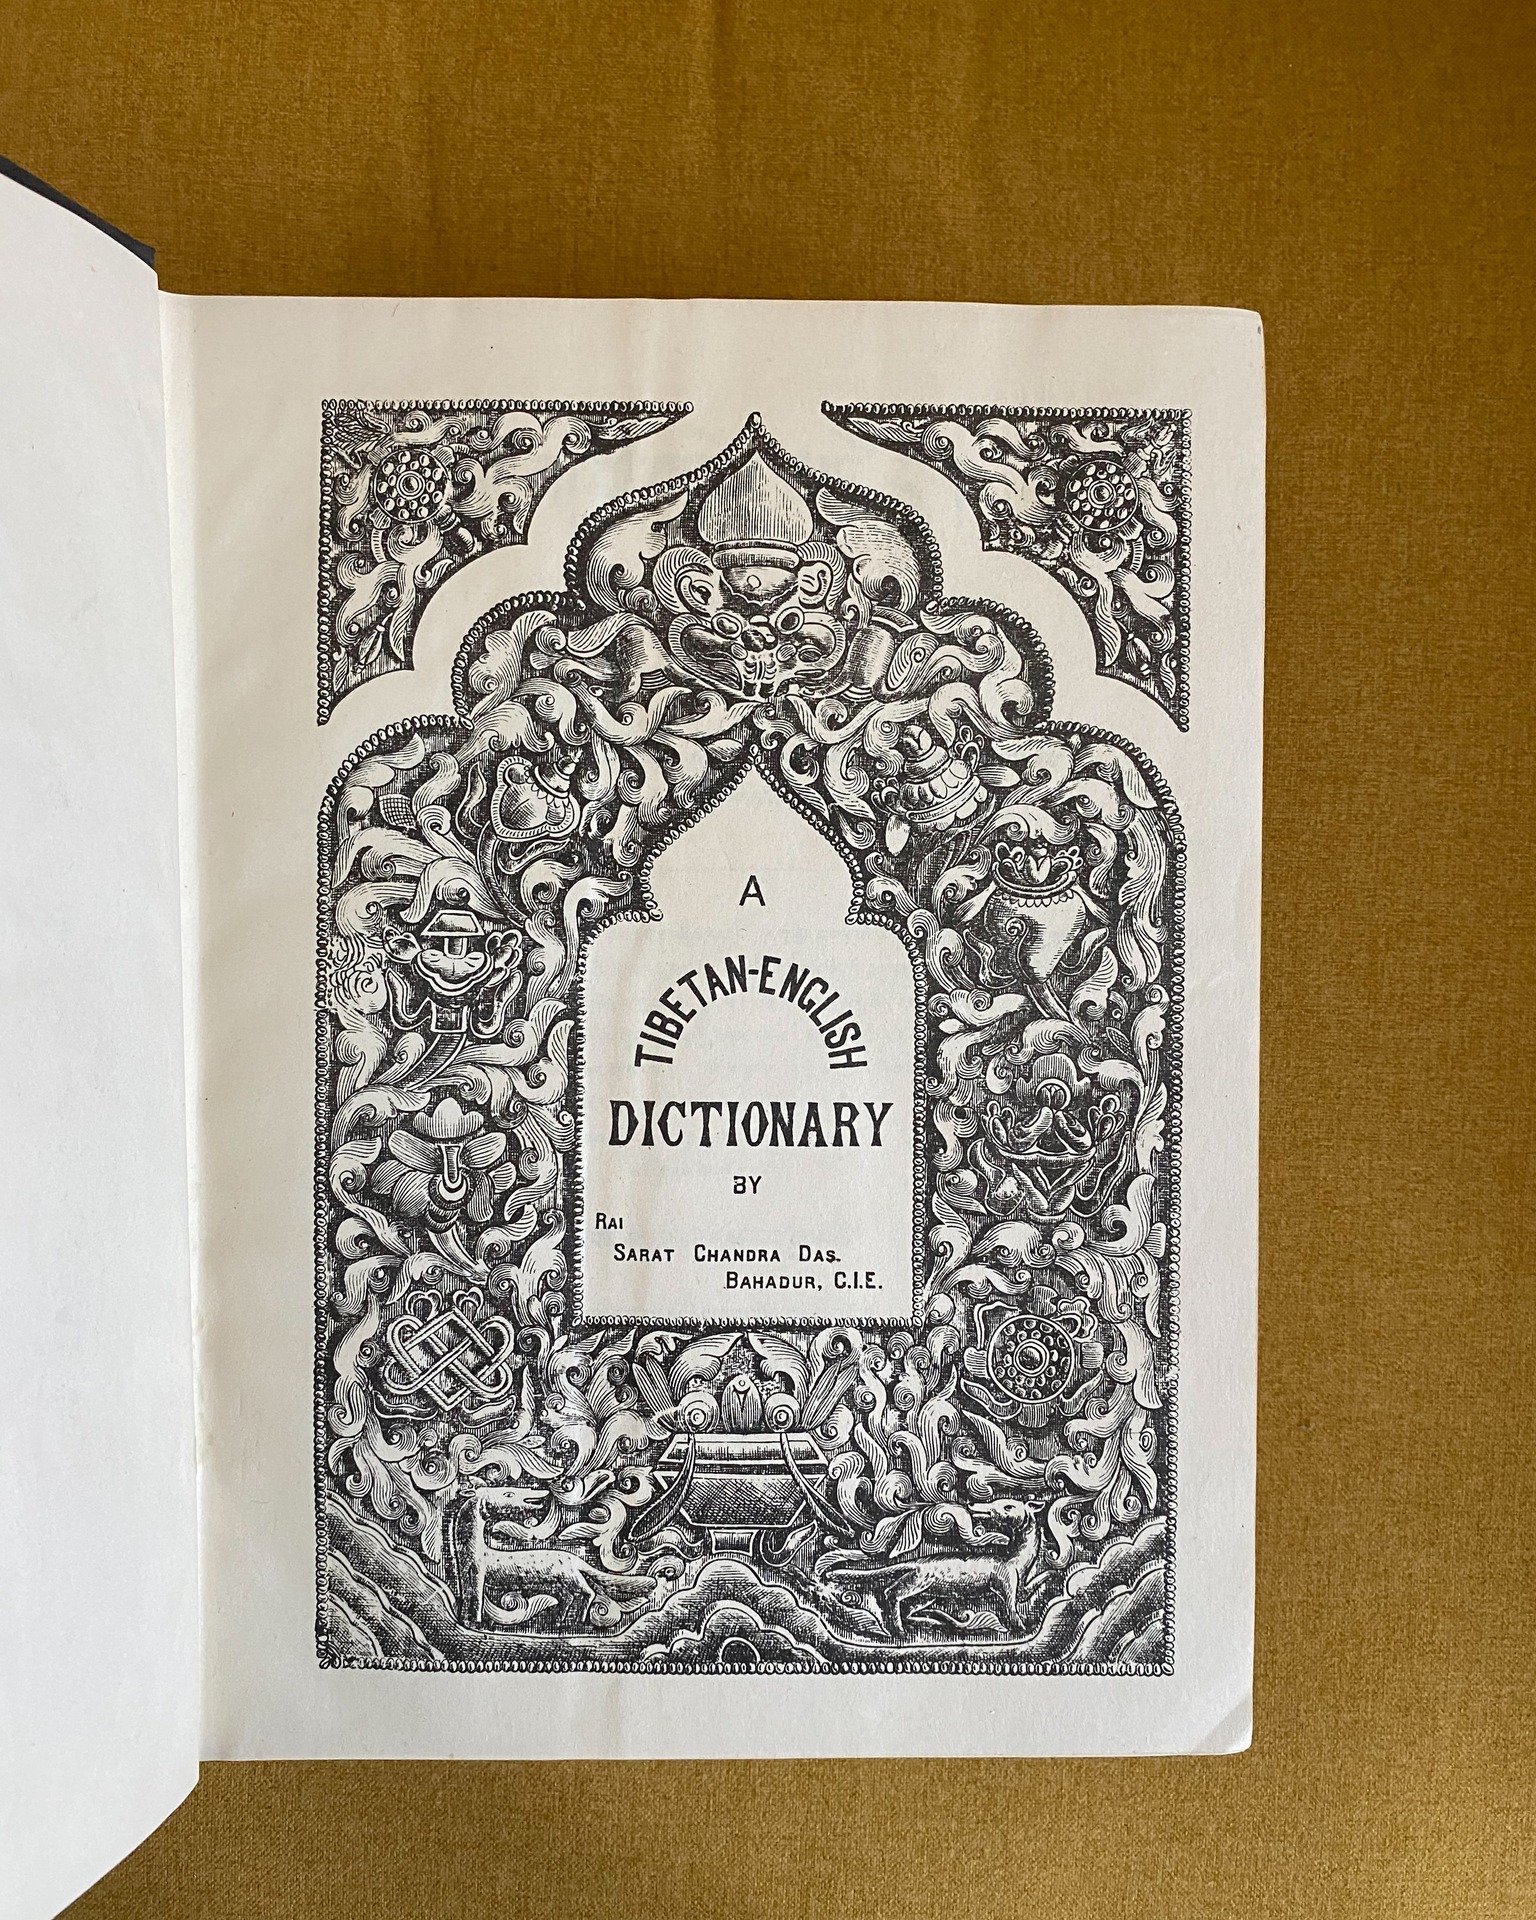 A
TIBETAN-ENGLISH
DICTIONARY
BY
RAI
SARAT CHANDRA DAS.
BAHADUR, C.I.E.